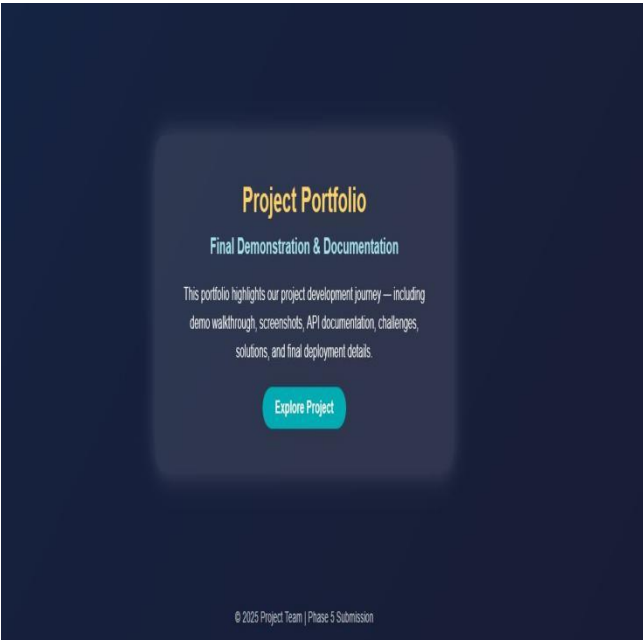 Project Portfolio
Final Demonstration & Documentation
This portfolio highlights our project development journey — including
demo walkthrough, screenshots, API documentation, challenges,
solutions, and final deployment details.
Explore Project
© 2025 Project Team | Phase 5 Submission